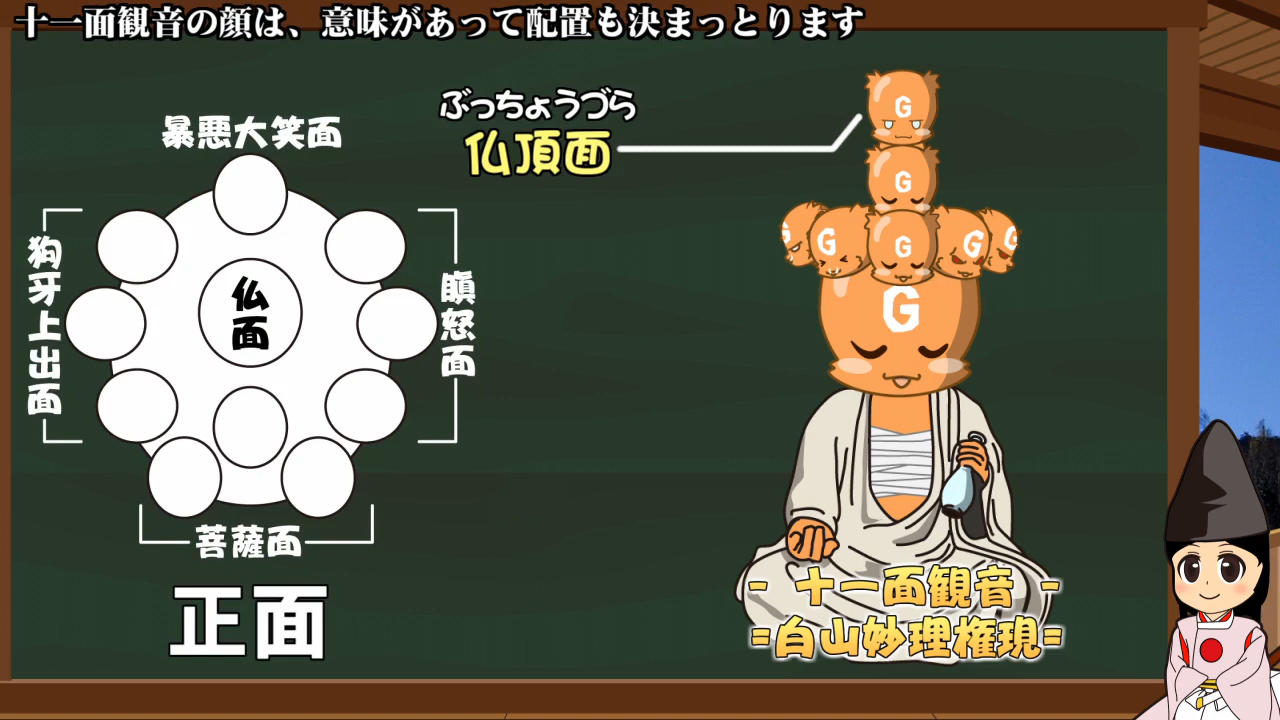 十一面観音の顔は、意味があって配置も決まっとります
ぶっちょうづら
仏頂面
暴悪大笑面
狗牙上出面
仏面
瞋怒面
菩薩面
正面
G
G
G
G
G
G
G
G
- 十一面観音 -
=白山妙理権現=